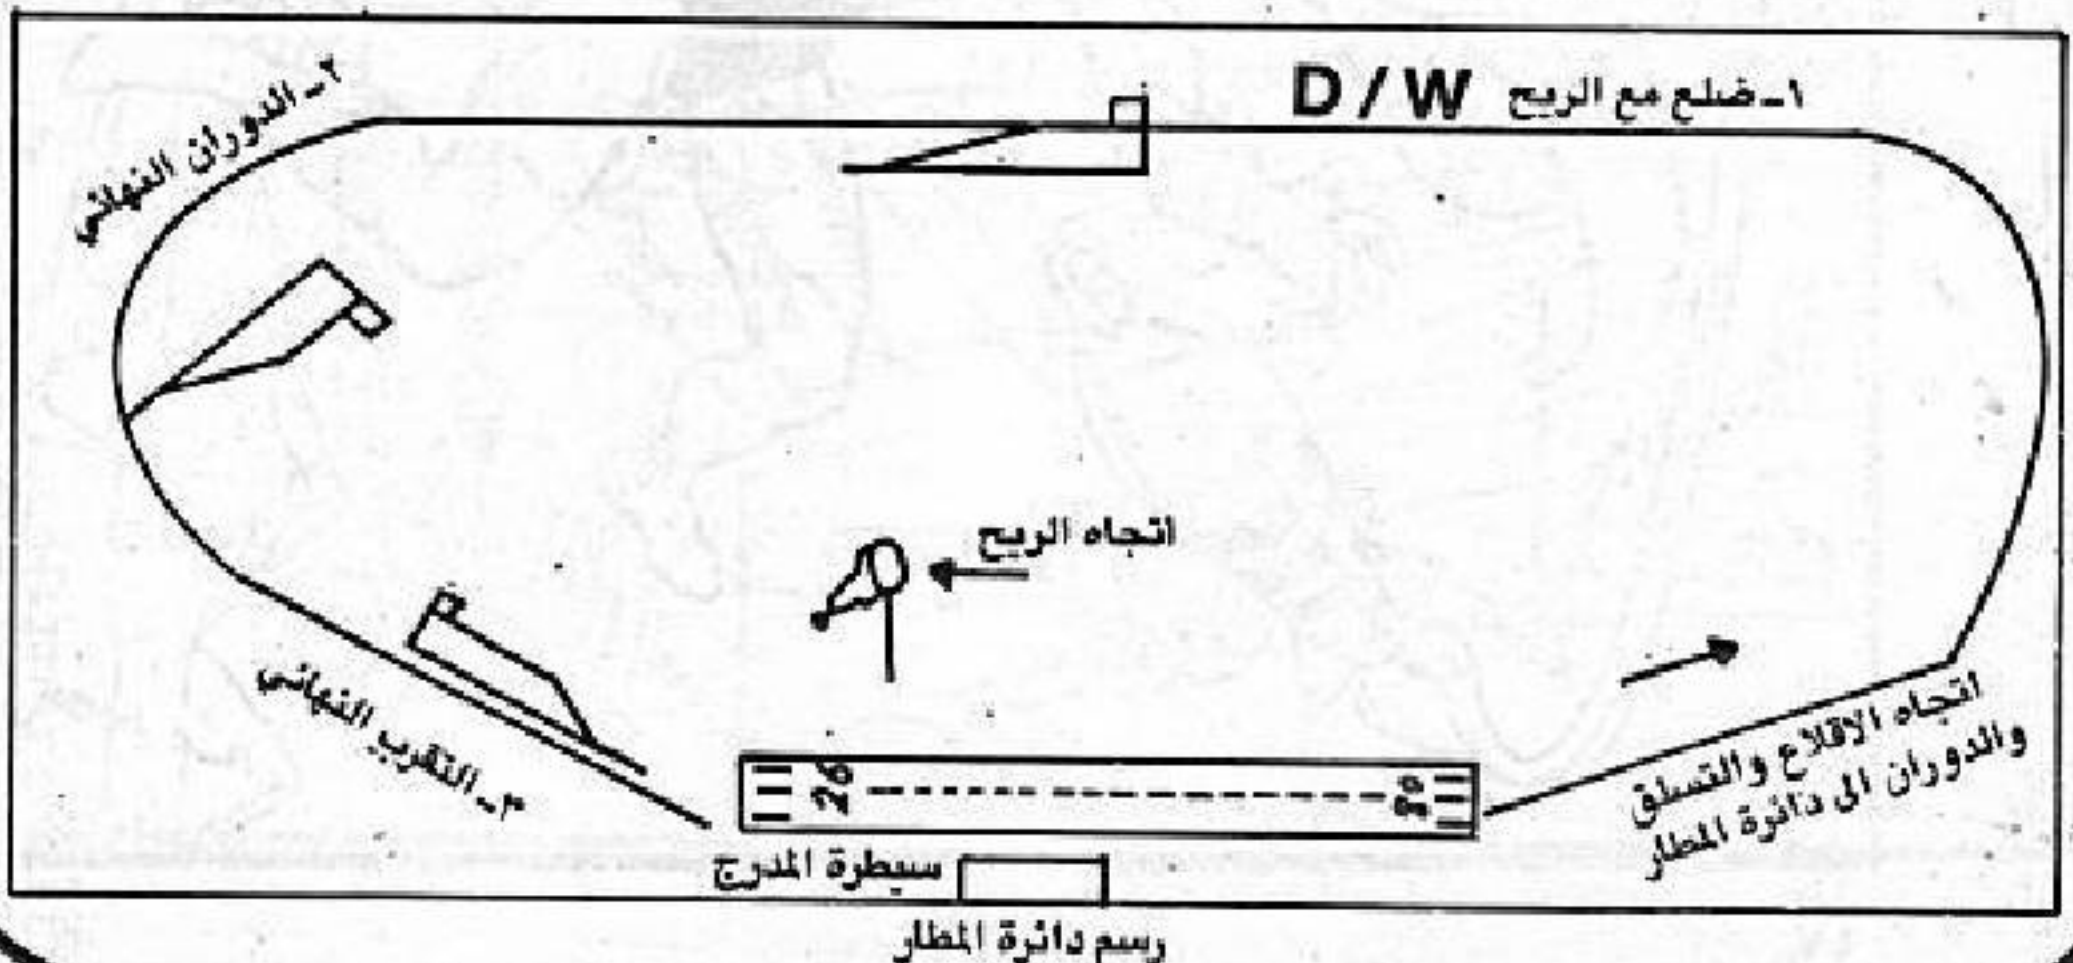 ١ـ ضلع مع الريح D/W
٢ـ الدوران النهائي
اتجاه الريح
٣ـ التقرب النهائي
اتجاه الاقلاع والتسلق
والدوران الى دائرة المطار
26
سيطرة المدرج
رسم دائرة المطار